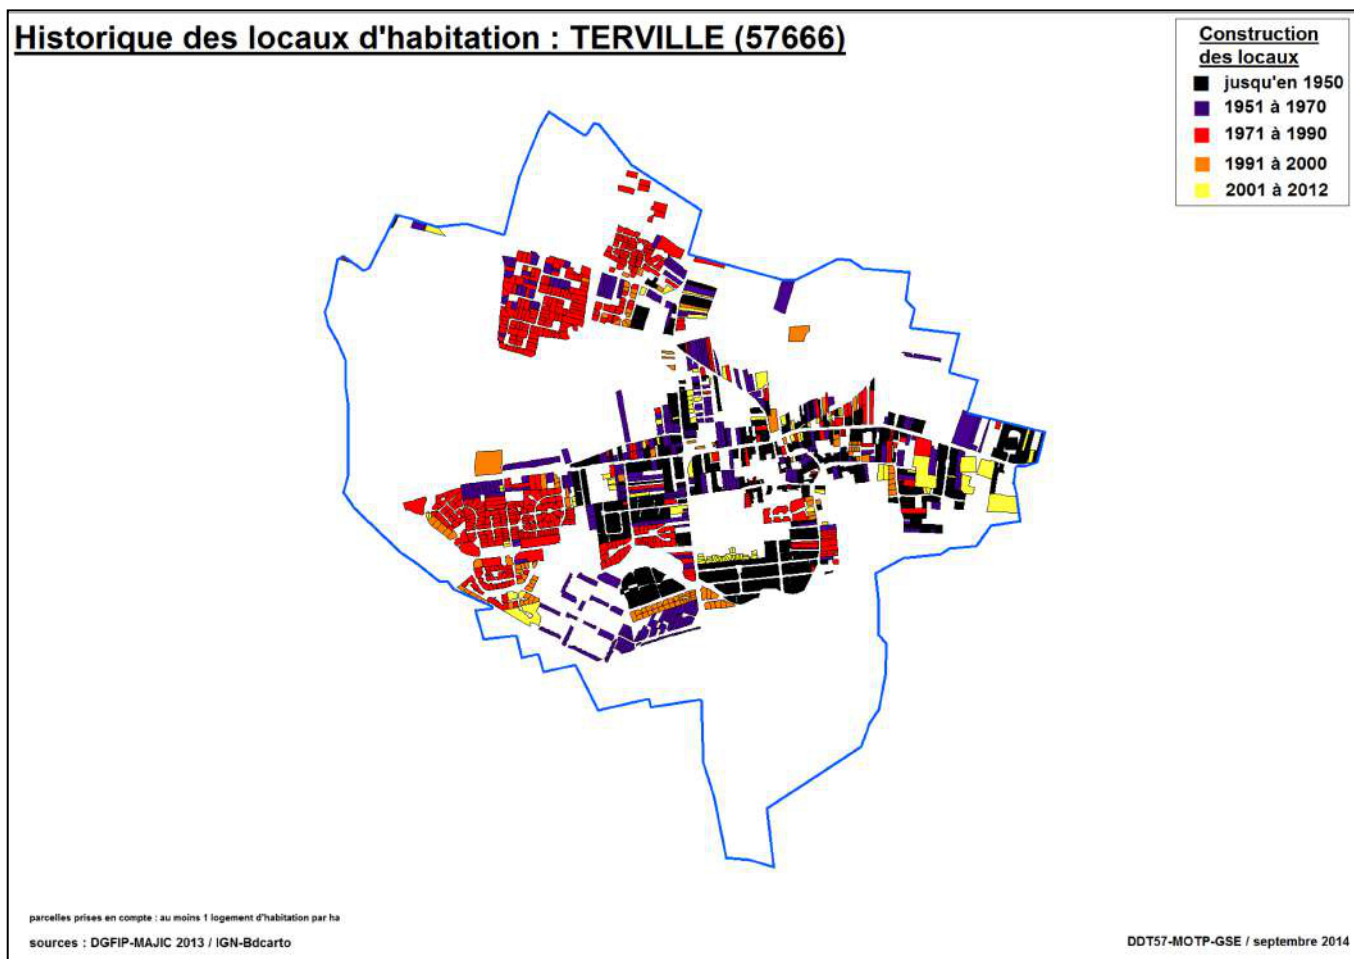 Historique des locaux d'habitation : TERVILLE (57666)
Construction
des locaux
jusqu'en 1950
1951 à 1970
1971 à 1990
1991 à 2000
2001 à 2012
parcelles prises en compte : au moins 1 logement d'habitation par ha
sources : DGFIP-MAJIC 2013 / IGN-Bdcarto
DDT57-MOTP-GSE / septembre 2014